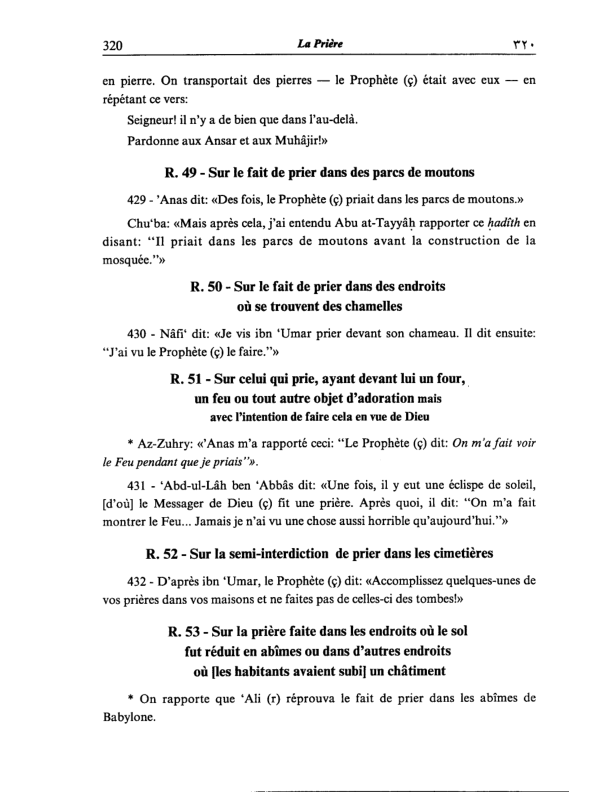 320 La Prière ٣٢٠
en pierre. On transportait des pierres — le Prophète (ç) était avec eux — en
répétant ce vers:
Seigneur! il n'y a de bien que dans l'au-delà.
Pardonne aux Ansar et aux Muhâjir!»
R. 49 - Sur le fait de prier dans des parcs de moutons
429 - 'Anas dit: «Des fois, le Prophète (ç) priait dans les parcs de moutons.»
Chu‘ba: «Mais après cela, j'ai entendu Abu at-Tayyâḥ rapporter ce ḥadîth en
disant: “Il priait dans les parcs de moutons avant la construction de la
mosquée.”»
R. 50 - Sur le fait de prier dans des endroits
où se trouvent des chamelles
430 - Nâfi‘ dit: «Je vis ibn ‘Umar prier devant son chameau. Il dit ensuite:
“J'ai vu le Prophète (ç) le faire.”»
R. 51 - Sur celui qui prie, ayant devant lui un four,
un feu ou tout autre objet d'adoration mais
avec l'intention de faire cela en vue de Dieu
* Az-Zuhry: «'Anas m'a rapporté ceci: “Le Prophète (ç) dit: On m'a fait voir
le Feu pendant que je priais”».
431 - ‘Abd-ul-Lâh ben ‘Abbâs dit: «Une fois, il y eut une éclispe de soleil,
[d'où] le Messager de Dieu (ç) fit une prière. Après quoi, il dit: “On m'a fait
montrer le Feu... Jamais je n'ai vu une chose aussi horrible qu'aujourd'hui.”»
R. 52 - Sur la semi-interdiction de prier dans les cimetières
432 - D'après ibn ‘Umar, le Prophète (ç) dit: «Accomplissez quelques-unes de
vos prières dans vos maisons et ne faites pas de celles-ci des tombes!»
R. 53 - Sur la prière faite dans les endroits où le sol
fut réduit en abîmes ou dans d'autres endroits
où [les habitants avaient subi] un châtiment
* On rapporte que ‘Ali (r) réprouva le fait de prier dans les abîmes de
Babylone.